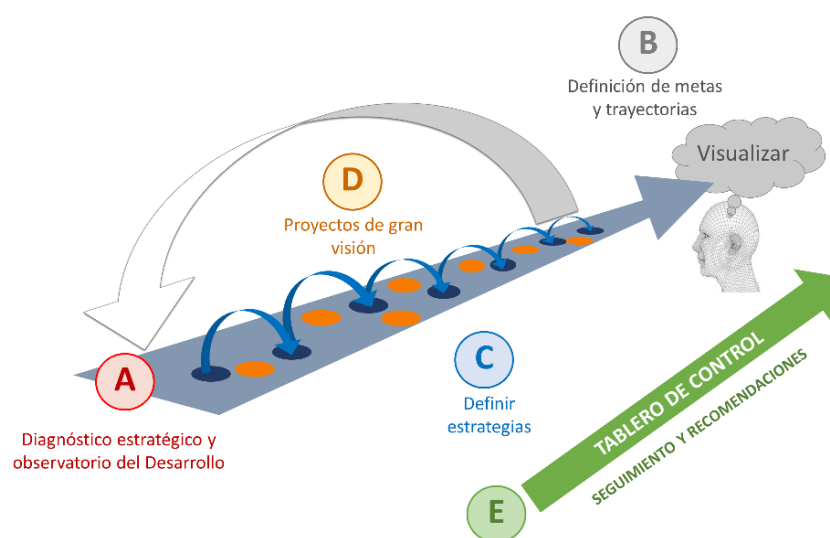 B
Definición de metas
y trayectorias
Visualizar
D
Proyectos de gran
visión
A
Diagnóstico estratégico y
observatorio del Desarrollo
C
Definir
estrategias
TABLERO DE CONTROL
SEGUIMIENTO Y RECOMENDACIONES
E